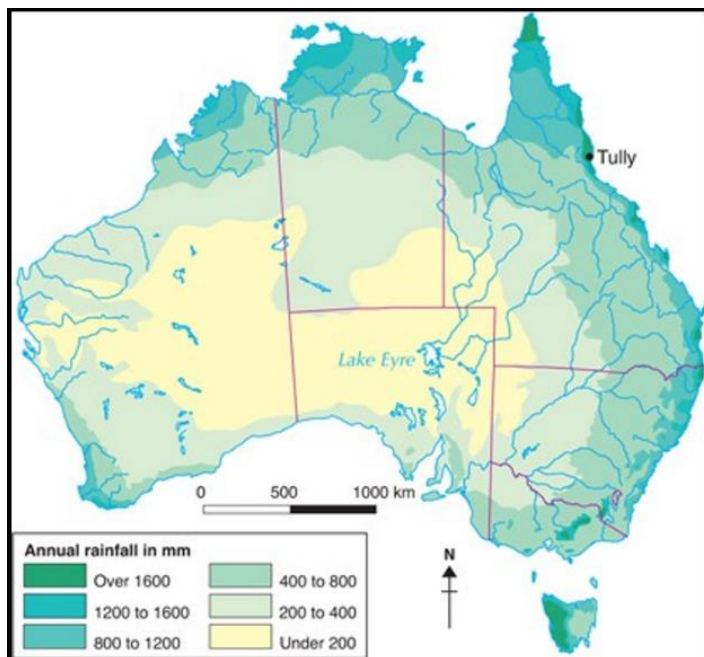 Tully
Lake Eyre
0 500 1000 km
N
Annual rainfall in mm
Over 1600
1200 to 1600
800 to 1200
400 to 800
200 to 400
Under 200